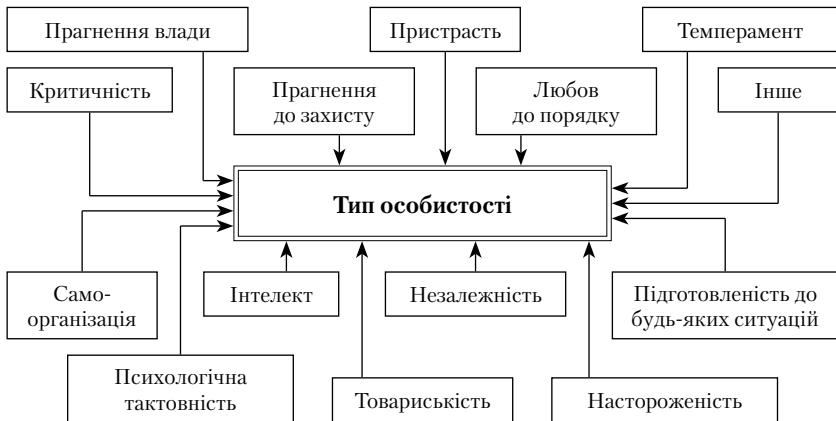 Прагнення влади
Пристрасть
Темперамент
Критичність
Прагнення
до захисту
Любов
до порядку
Інше
Тип особистості
Само-
організація
Інтелект
Незалежність
Підготовленість до
будь-яких ситуацій
Психологічна
тактовність
Товариськість
Настороженість